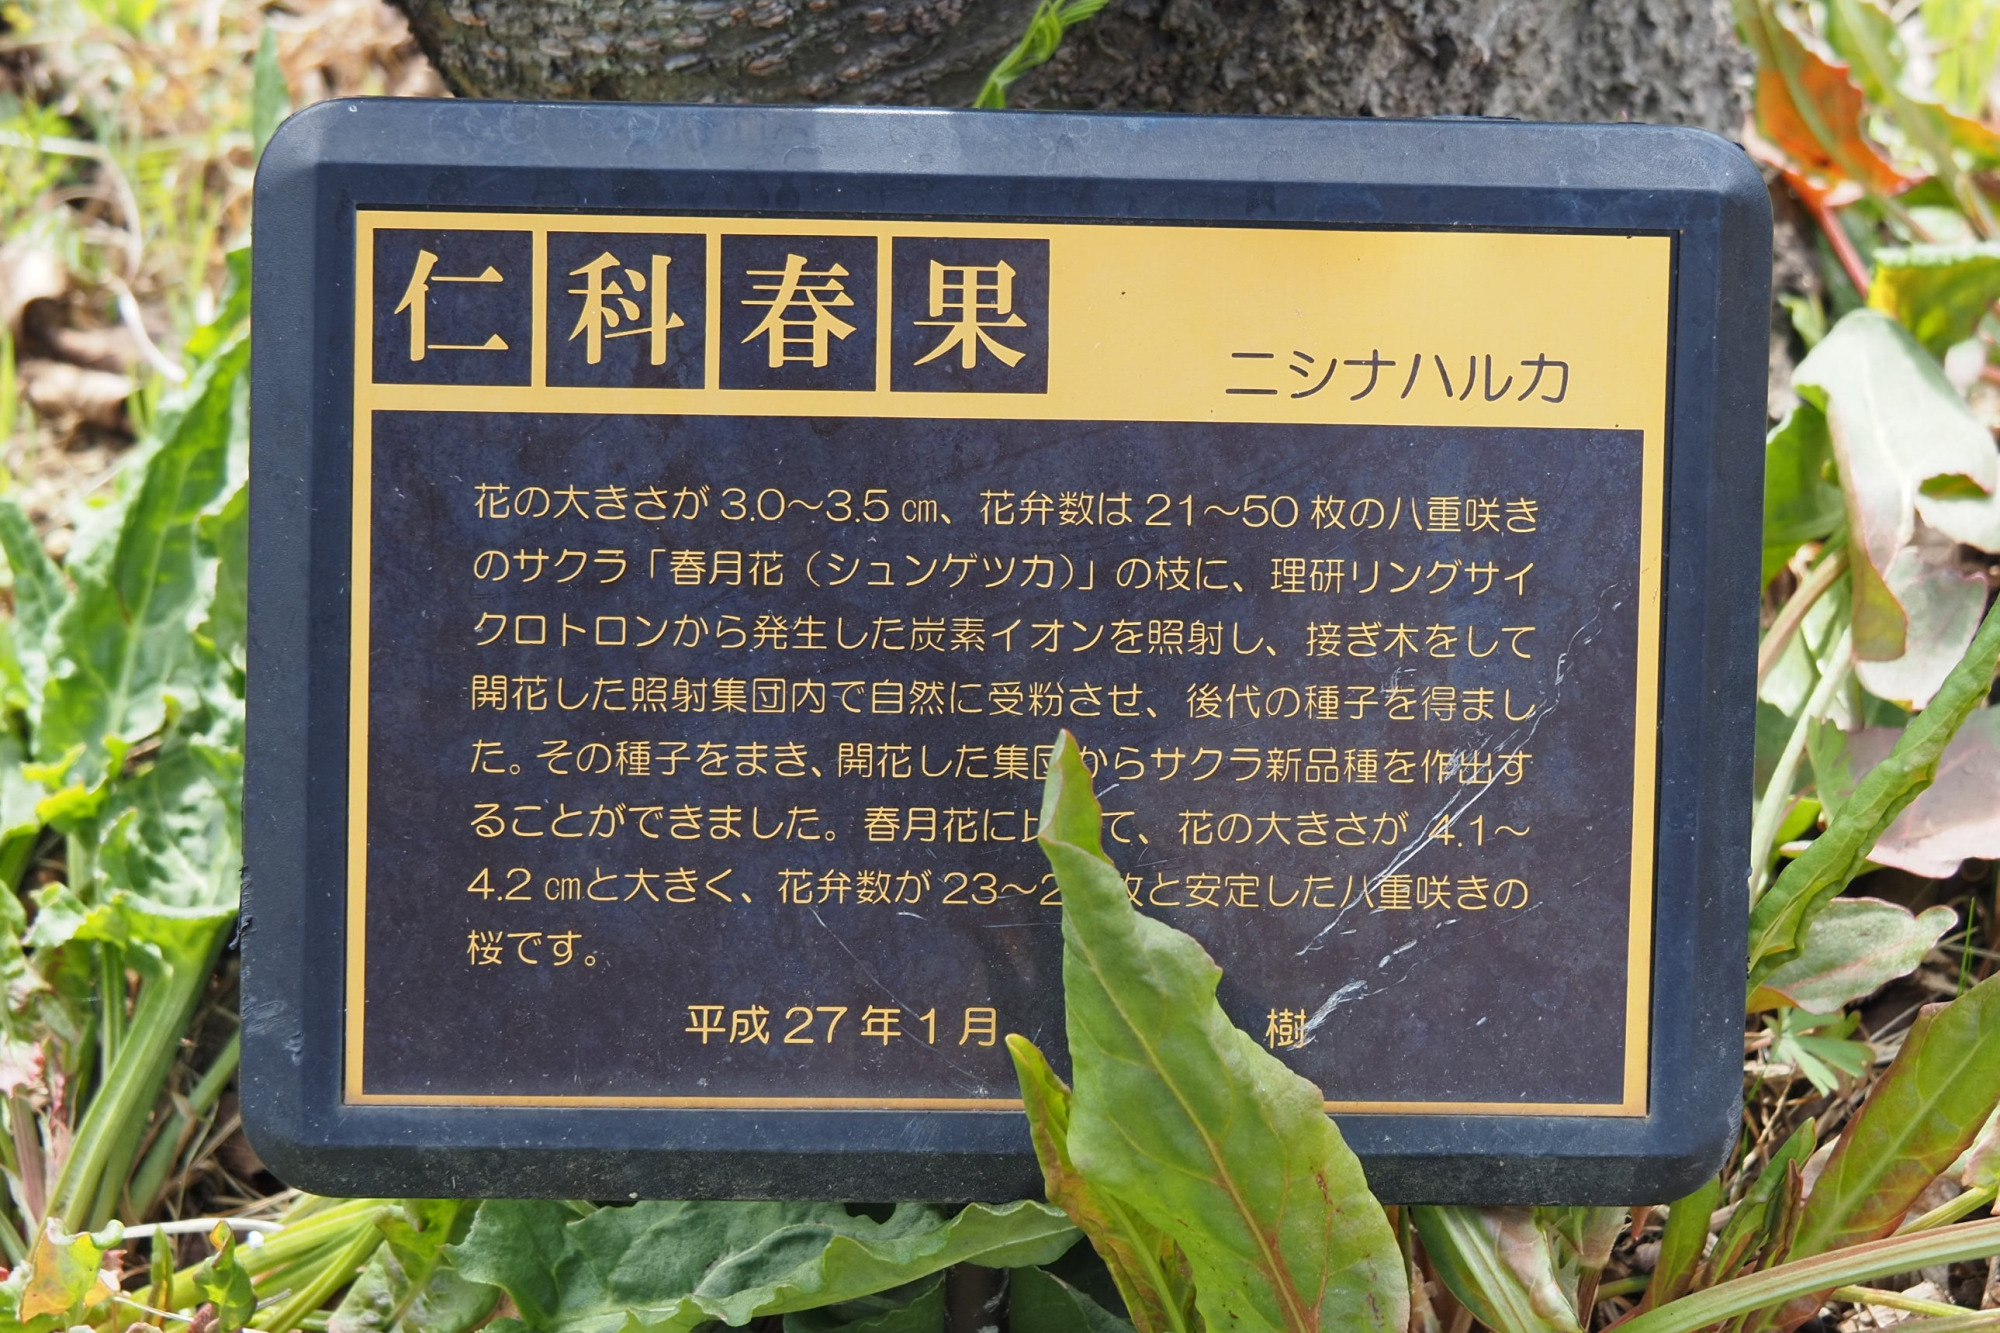 仁科春果
ニシナハルカ
花の大きさが 3.0～3.5 ㎝、花弁数は 21～50 枚の八重咲き
のサクラ「春月花（シュンゲツカ）」の枝に、理研リングサイ
クロトロンから発生した炭素イオンを照射し、接ぎ木をして
開花した照射集団内で自然に受粉させ、後代の種子を得まし
た。その種子をまき、開花した集団からサクラ新品種を作出す
ることができました。春月花に比 て、花の大きさが 4.1～
4.2 ㎝と大きく、花弁数が 23～2 枚と安定した八重咲きの
桜です。
平成 27 年 1 月 樹